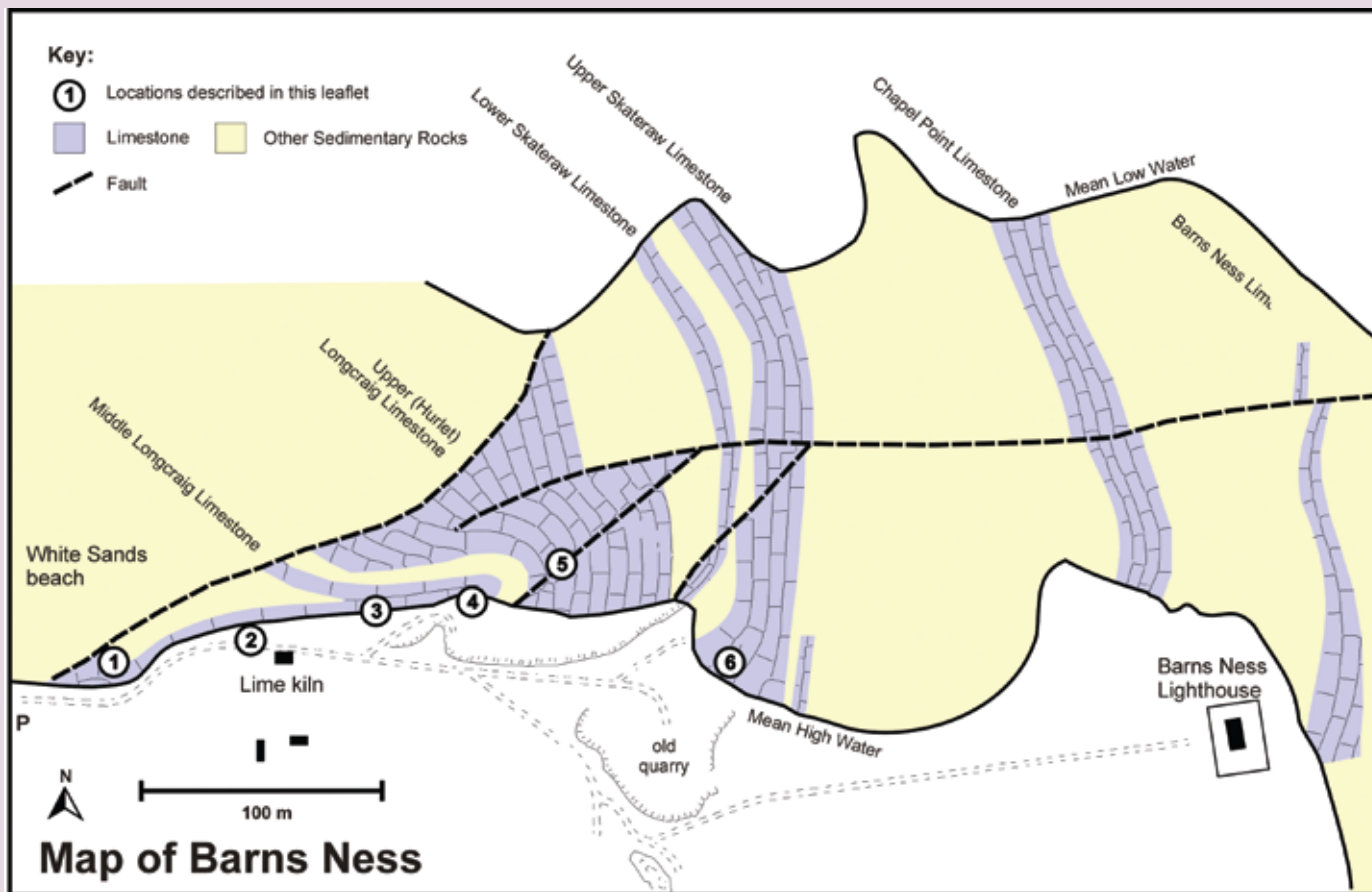 Key:
1 Locations described in this leaflet
Limestone Other Sedimentary Rocks
Fault
Lower Skateraw Limestone
Upper Skateraw Limestone
Chapel Point Limestone
Mean Low Water
Barns Ness
Upper (Hurlet)
Longcraig Limestone
Middle Longcraig Limestone
White Sands
beach
1
2
3
4
5
6
Lime kiln
P
old
quarry
Mean High Water
Barns Ness
Lighthouse
N
100 m
Map of Barns Ness